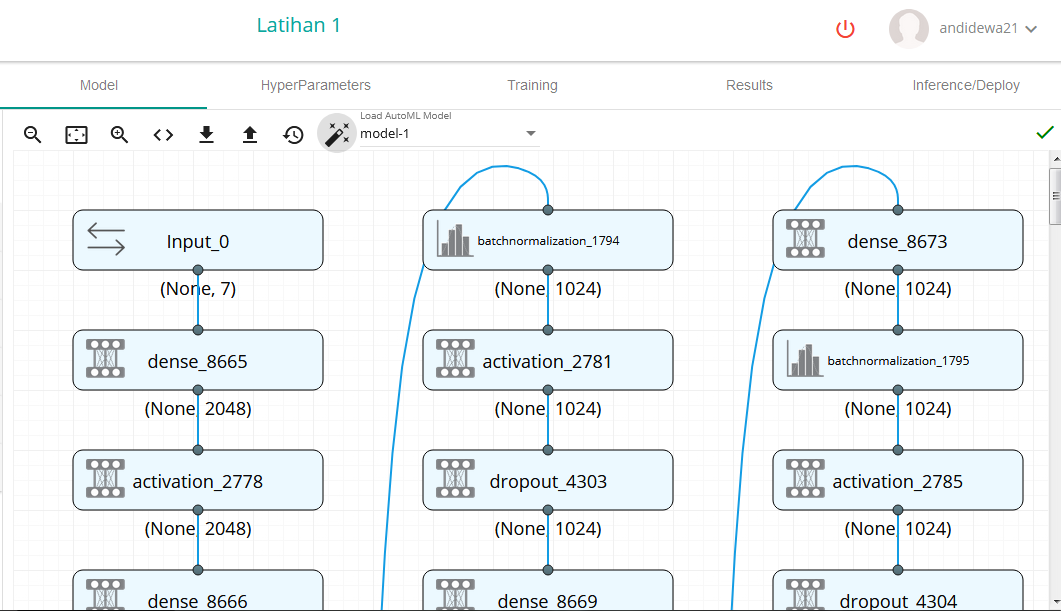 Latihan 1
andidewa21
Model
HyperParameters
Training
Results
Inference/Deploy
Load AutoML Model
model-1
Input_0
(None, 7)
dense_8665
(None, 2048)
activation_2778
(None, 2048)
dense_8666
batchnormalization_1794
(None, 1024)
activation_2781
(None, 1024)
dropout_4303
(None, 1024)
dense_8669
dense_8673
(None, 1024)
batchnormalization_1795
(None, 1024)
activation_2785
(None, 1024)
dropout_4304